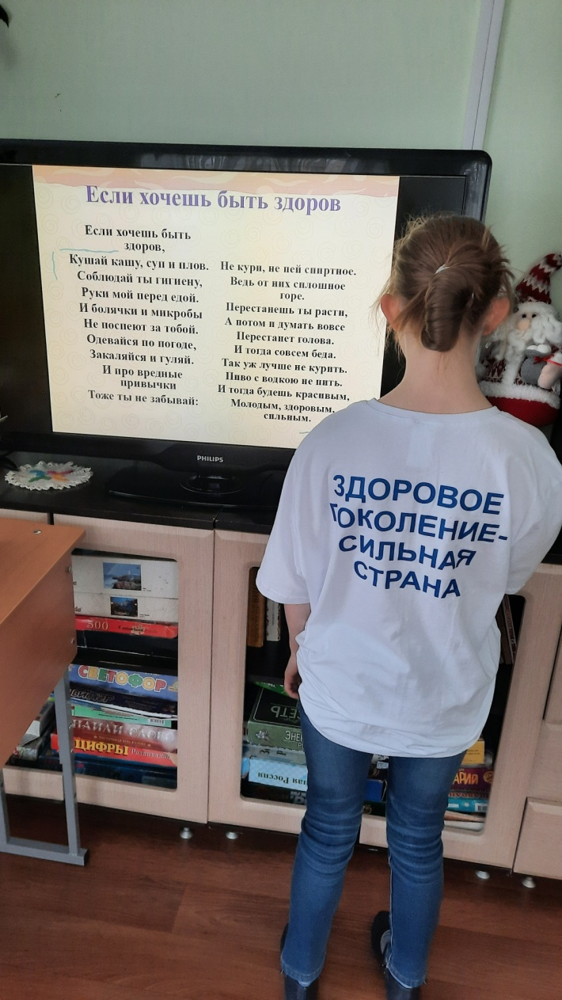 Если хочешь быть здоров
Если хочешь быть
здоров,
Кушай кашу, суп и плов.
Соблюдай ты гигиену,
Руки мой перед едой.
И болячки и микробы
Не поспеют за тобой.
Одевайся по погоде,
Закаляйся и гуляй.
И про вредные
привычки
Тоже ты не забывай:
Не кури, не пей спиртное.
Ведь от них сплошное
горе.
Перестанешь ты расти,
А потом и думать вовсе
Перестанет голова.
И тогда совсем беда.
Так уж лучше не курить.
Пиво с водкою не пить.
И тогда будешь красивым,
Молодым, здоровым,
сильным.
PHILIPS
ЗДОРОВОЕ
ПОКОЛЕНИЕ-
СИЛЬНАЯ
СТРАНА
500
СВЕТОФОР
ЦИФРЫ